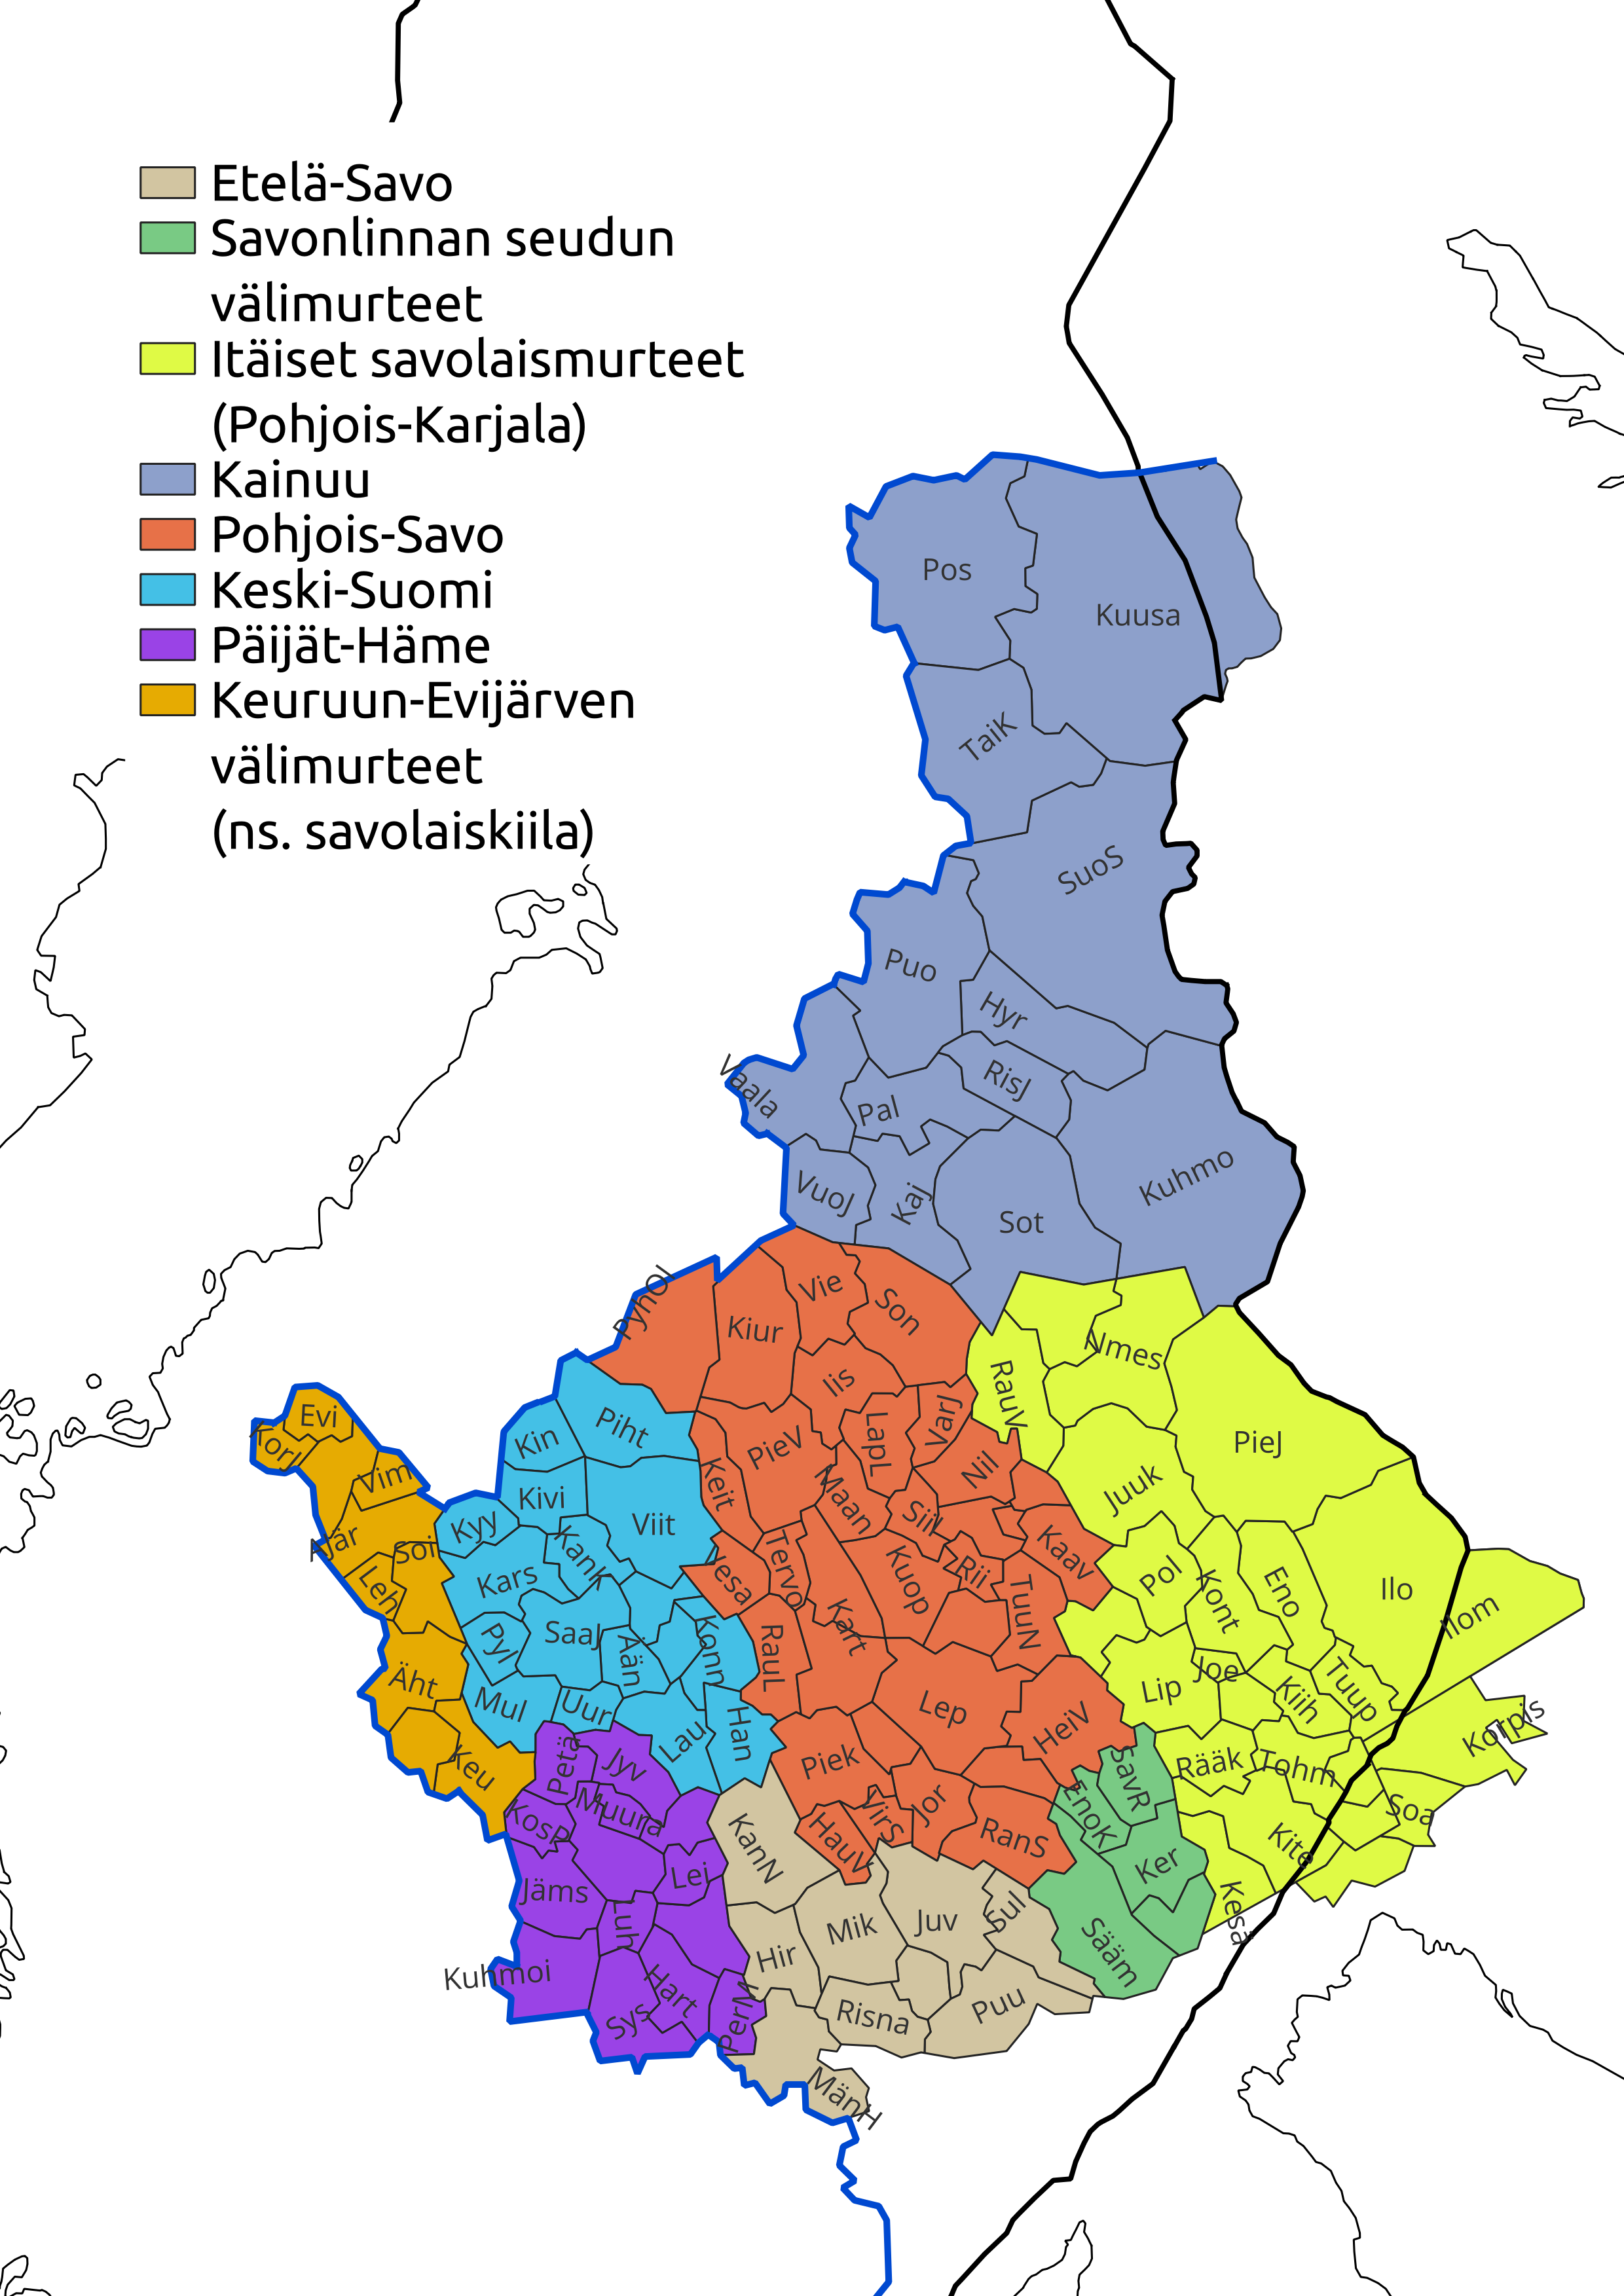 Etelä-Savo
Savonlinnan seudun
välimurteet
Itäiset savolaismurteet
(Pohjois-Karjala)
Kainuu
Pohjois-Savo
Keski-Suomi
Päijät-Häme
Keuruun-Evijärven
välimurteet
(ns. savolaiskiila)
Pos
Kuusa
TaiK
SuoS
Puo
Hyr
RisJ
Vaala
Pal
Kuhmo
VuoJ
Kaj
Sot
PyhOl
Vie
Son
Kiur
Nmes
Iis
RauV
Evi
KorJ
Kin
Piht
PieV
LapL
VarJ
PieJ
Vim
Kivi
Keit
Maan
Nil
Juuk
Kyy
Viit
Siil
Ajär
Soi
KanK
Kaav
Leh
Kars
Vesa
Tervo
Kuop
Rii
Pol
Kont
Eno
Ilo
Ilom
Pyl
SaaJ
Ään
Konn
RauL
Kart
TuuN
Äht
Mul
Uur
Lau
Han
Lep
HeiV
Lip
Joe
Kiih
Tuup
Korpis
Keu
Petä
Jyv
Piek
SavR
Rääk
Tohm
KosP
Muura
KanN
HauV
VirS
Jor
RanS
EnoK
Ker
Kite
Soa
Jäms
Lei
Luh
Hir
Mik
Juv
Sul
Sääm
Kesä
Kuhmoi
Hart
Sys
PerM
Risna
Puu
MänH